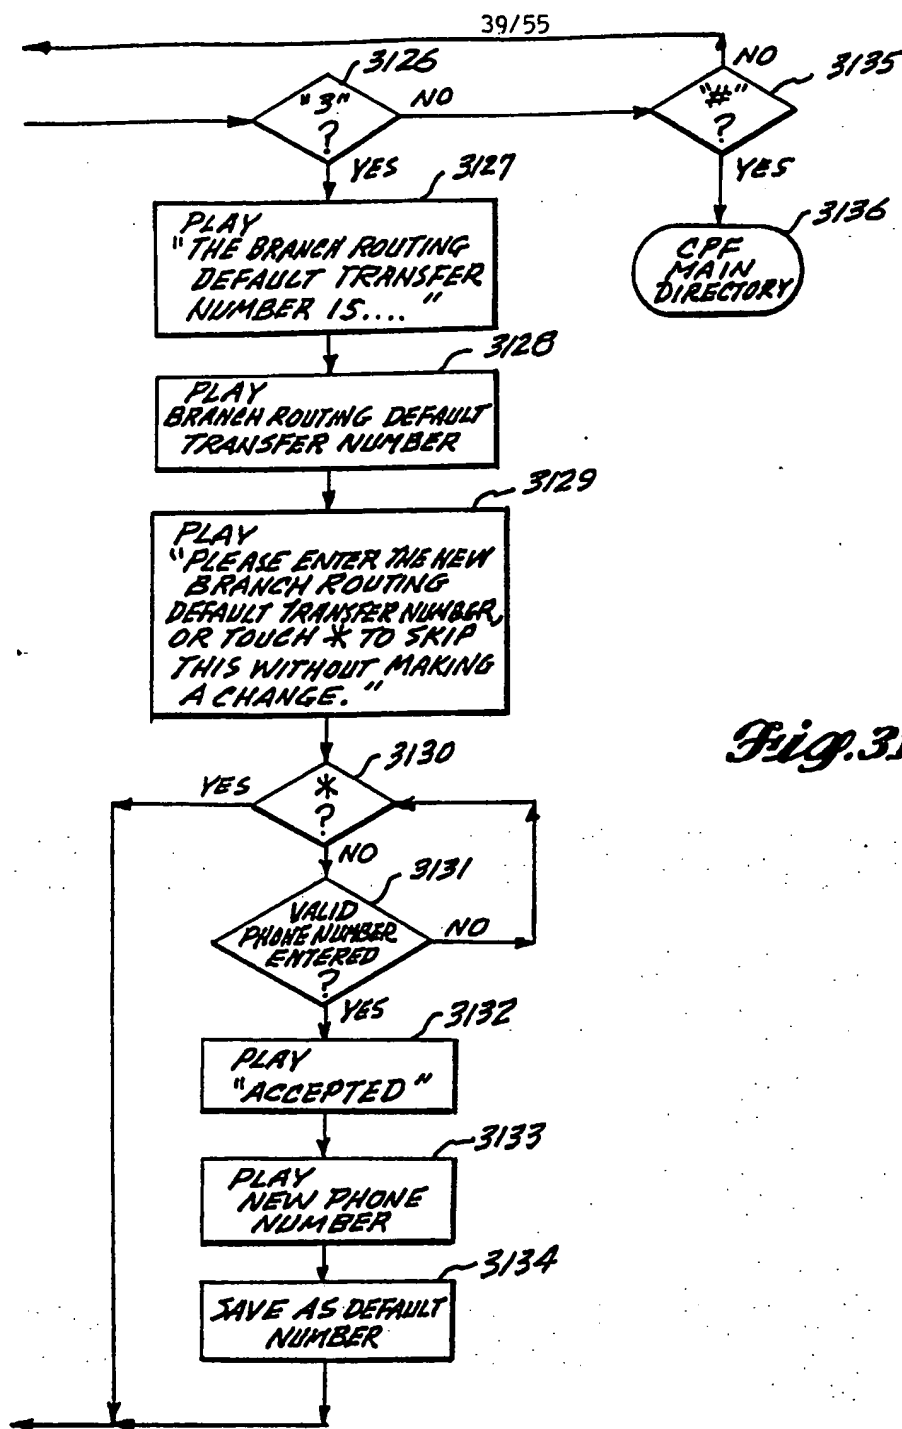 39/55
3126
"3"
?
NO
YES
"#"
?
NO
3135
YES
3136
CPF
MAIN
DIRECTORY
3127
PLAY
"THE BRANCH ROUTING
DEFAULT TRANSFER
NUMBER IS...."
3128
PLAY
BRANCH ROUTING DEFAULT
TRANSFER NUMBER
3129
PLAY
"PLEASE ENTER THE NEW
BRANCH ROUTING
DEFAULT TRANSFER NUMBER,
OR TOUCH * TO SKIP
THIS WITHOUT MAKING
A CHANGE."
3130
YES
*
?
NO
3131
VALID
PHONE NUMBER
ENTERED
?
NO
YES
3132
PLAY
"ACCEPTED"
3133
PLAY
NEW PHONE
NUMBER
3134
SAVE AS DEFAULT
NUMBER
Fig.31